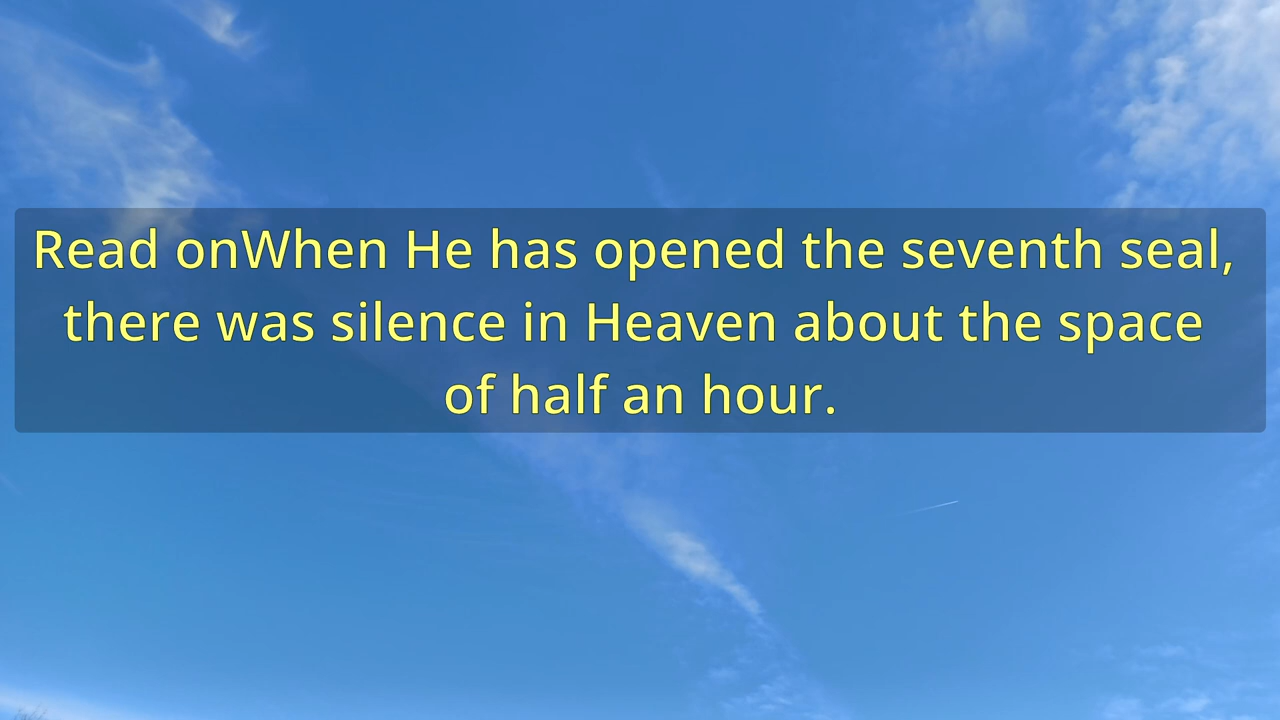 Read onWhen He has opened the seventh seal,
there was silence in Heaven about the space
of half an hour.